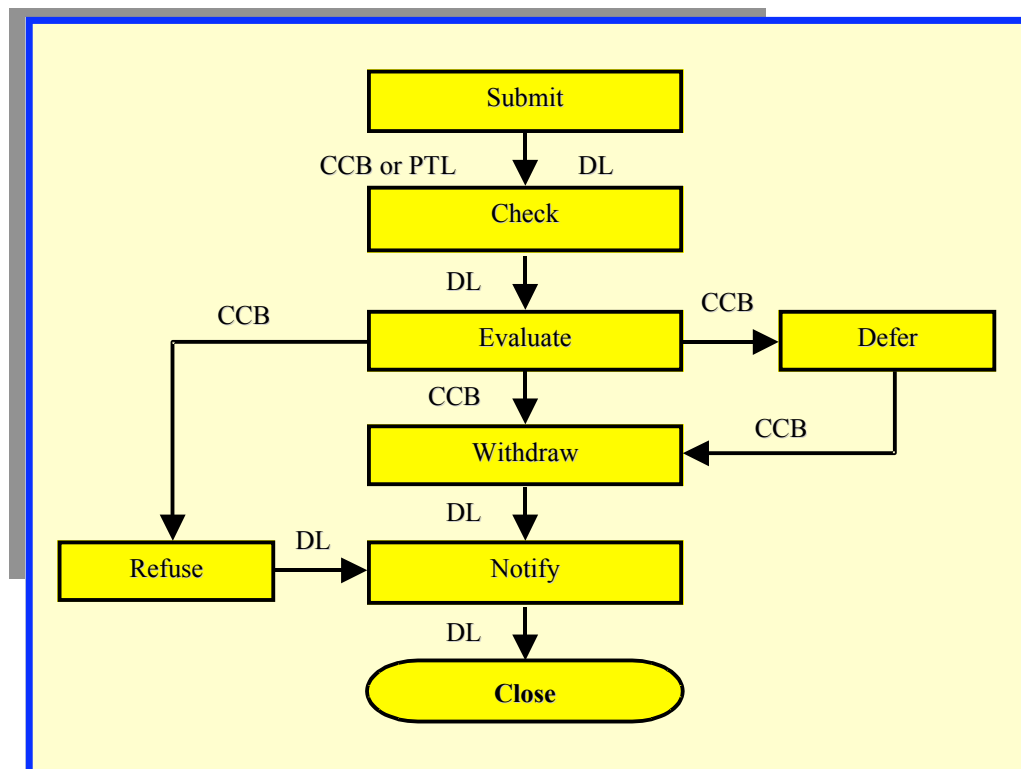 Submit
CCB or PTL DL
Check
DL
CCB
CCB
Evaluate
Defer
CCB
CCB
Withdraw
DL
DL
Refuse
Notify
DL
Close